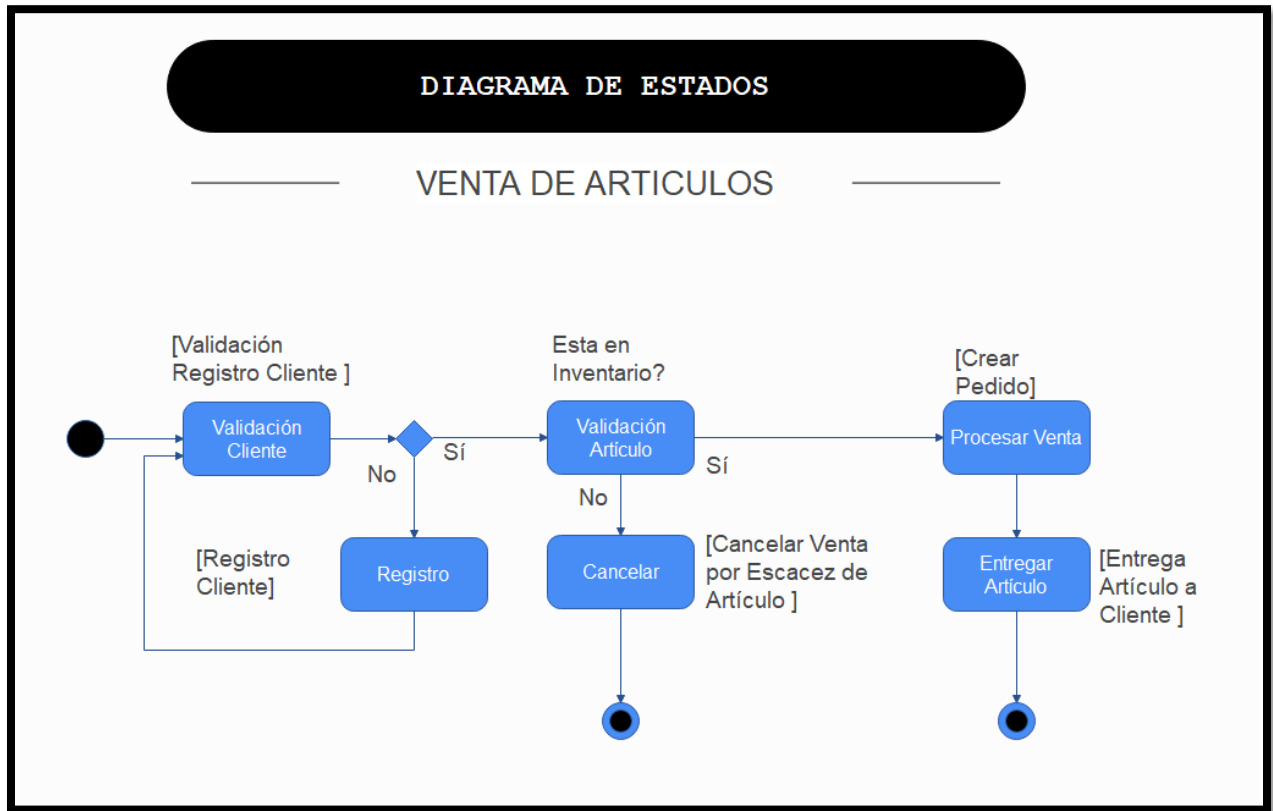 DIAGRAMA DE ESTADOS
VENTA DE ARTICULOS
[Validación
Registro Cliente ]
Esta en
Inventario?
[Crear
Pedido]
Validación
Cliente
Sí
No
Validación
Artículo
Sí
No
Procesar Venta
[Registro
Cliente]
Registro
Cancelar
[Cancelar Venta
por Escacez de
Artículo ]
Entregar
Artículo
[Entrega
Artículo a
Cliente ]